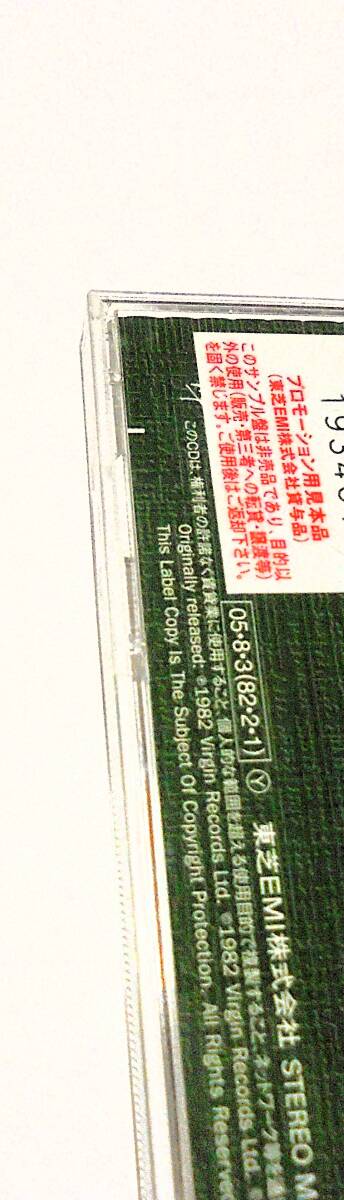 プロモーション用見本品
(東芝EMI株式会社貸与品)
このサンプル盤は非売品であり、目的以
外の使用(販売・第三者への転貸・譲渡等)
を固く禁じます。ご使用後はご返却下さい。
05・8・3(82・2・1) Ⓨ 東芝EMI株式会社 STEREO M
このCDは、権利者の許諾なく賃貸業に使用すること、個人的な範囲を超える使用目的で複製すること、ネットワーク等を
Originally released: ℗1982 Virgin Records Ltd. ©1982 Virgin Records Ltd.
This Label Copy Is The Subject Of Copyright Protection. All Rights Reserve